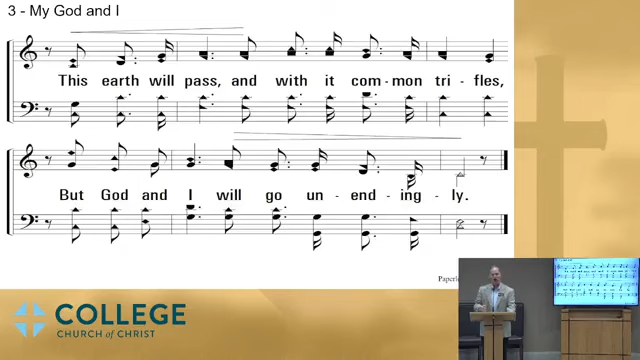 3 - My God and I
This earth will pass, and with it com - mon tri - fles,
But God and I will go un - end - ing - ly.
Paperle
COLLEGE
CHURCH of CHRIST